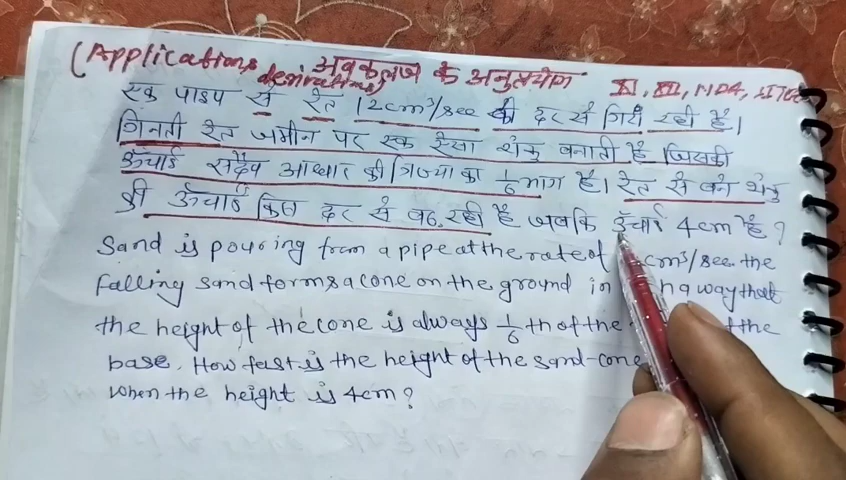 (Applications अवकलज के अनुप्रयोग XI, XII, NDA, IIT
derivatives)
एक पाइप से रेत 12cm³/sec की दर से गिर रही है।
गिरती रेत जमीन पर एक ऐसा शंकु बनाती है जिसकी
ऊँचाई सदैव आधार की त्रिज्या का 1/6 भाग है। रेत से बने शंकु
की ऊँचाई किस दर से बढ़ रही है जबकि ऊँचाई 4cm है?
Sand is pouring from a pipe at the rate of cm³/sec. the
falling sand forms a cone on the ground in a way that
the height of the cone is always 1/6 th of the the
base. How fast is the height of the sand-cone
when the height is 4cm?